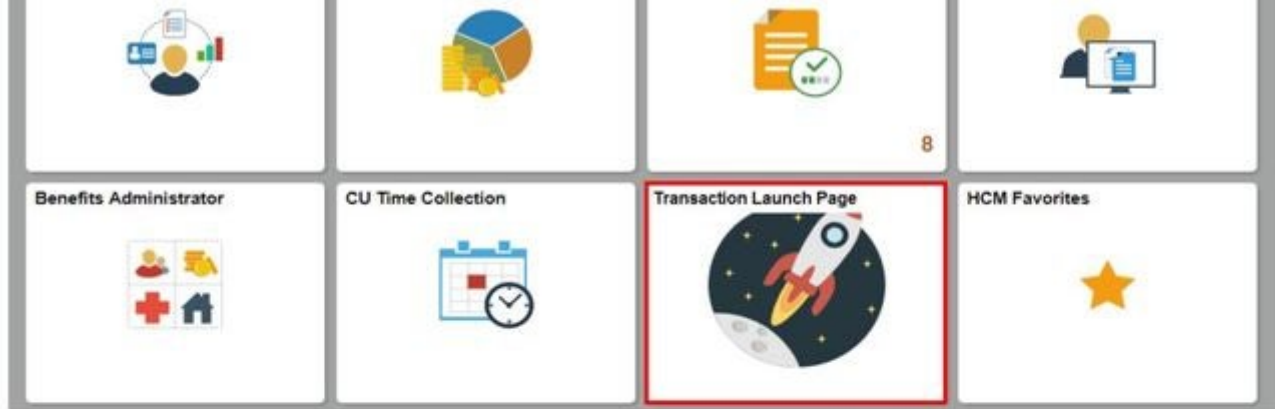 8
Benefits Administrator
CU Time Collection
Transaction Launch Page
HCM Favorites